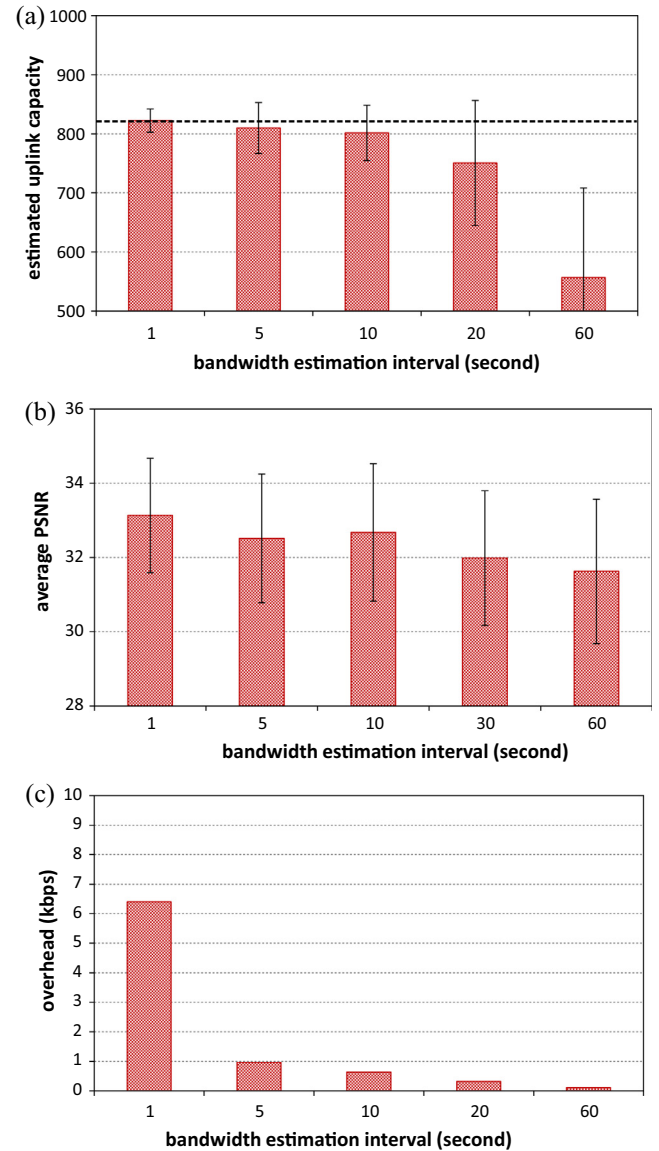 (a)
1000
900
800
700
600
500
estimated uplink capacity
1 5 10 20 60
bandwidth estimation interval (second)
(b)
36
34
32
30
28
average PSNR
1 5 10 30 60
bandwidth estimation interval (second)
(c)
10
9
8
7
6
5
4
3
2
1
0
overhead (kbps)
1 5 10 20 60
bandwidth estimation interval (second)